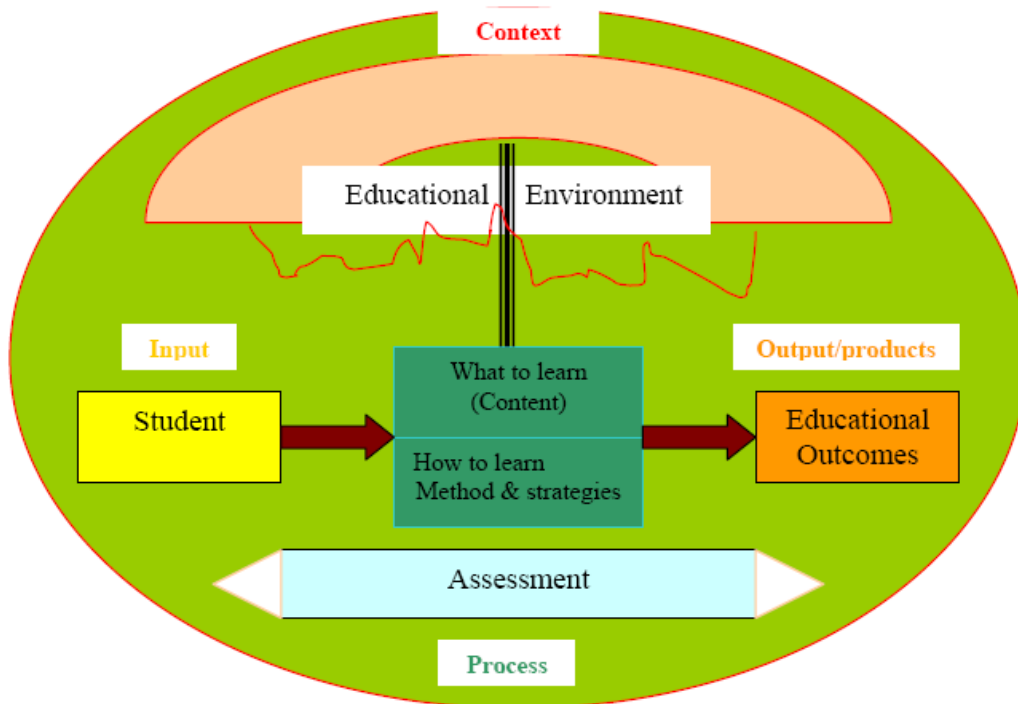 Context
Educational Environment
Input
Output/products
Student
What to learn
(Content)
How to learn
Method & strategies
Educational
Outcomes
Assessment
Process